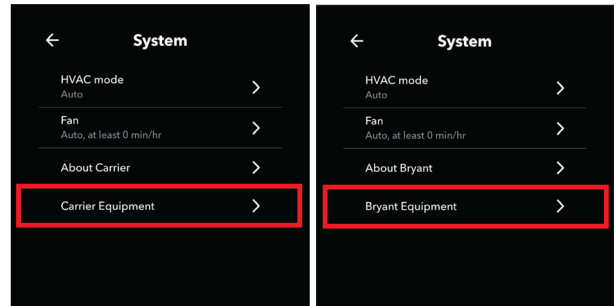 System
HVAC mode
Auto
Fan
Auto, at least 0 min/hr
About Carrier
Carrier Equipment
System
HVAC mode
Auto
Fan
Auto, at least 0 min/hr
About Bryant
Bryant Equipment